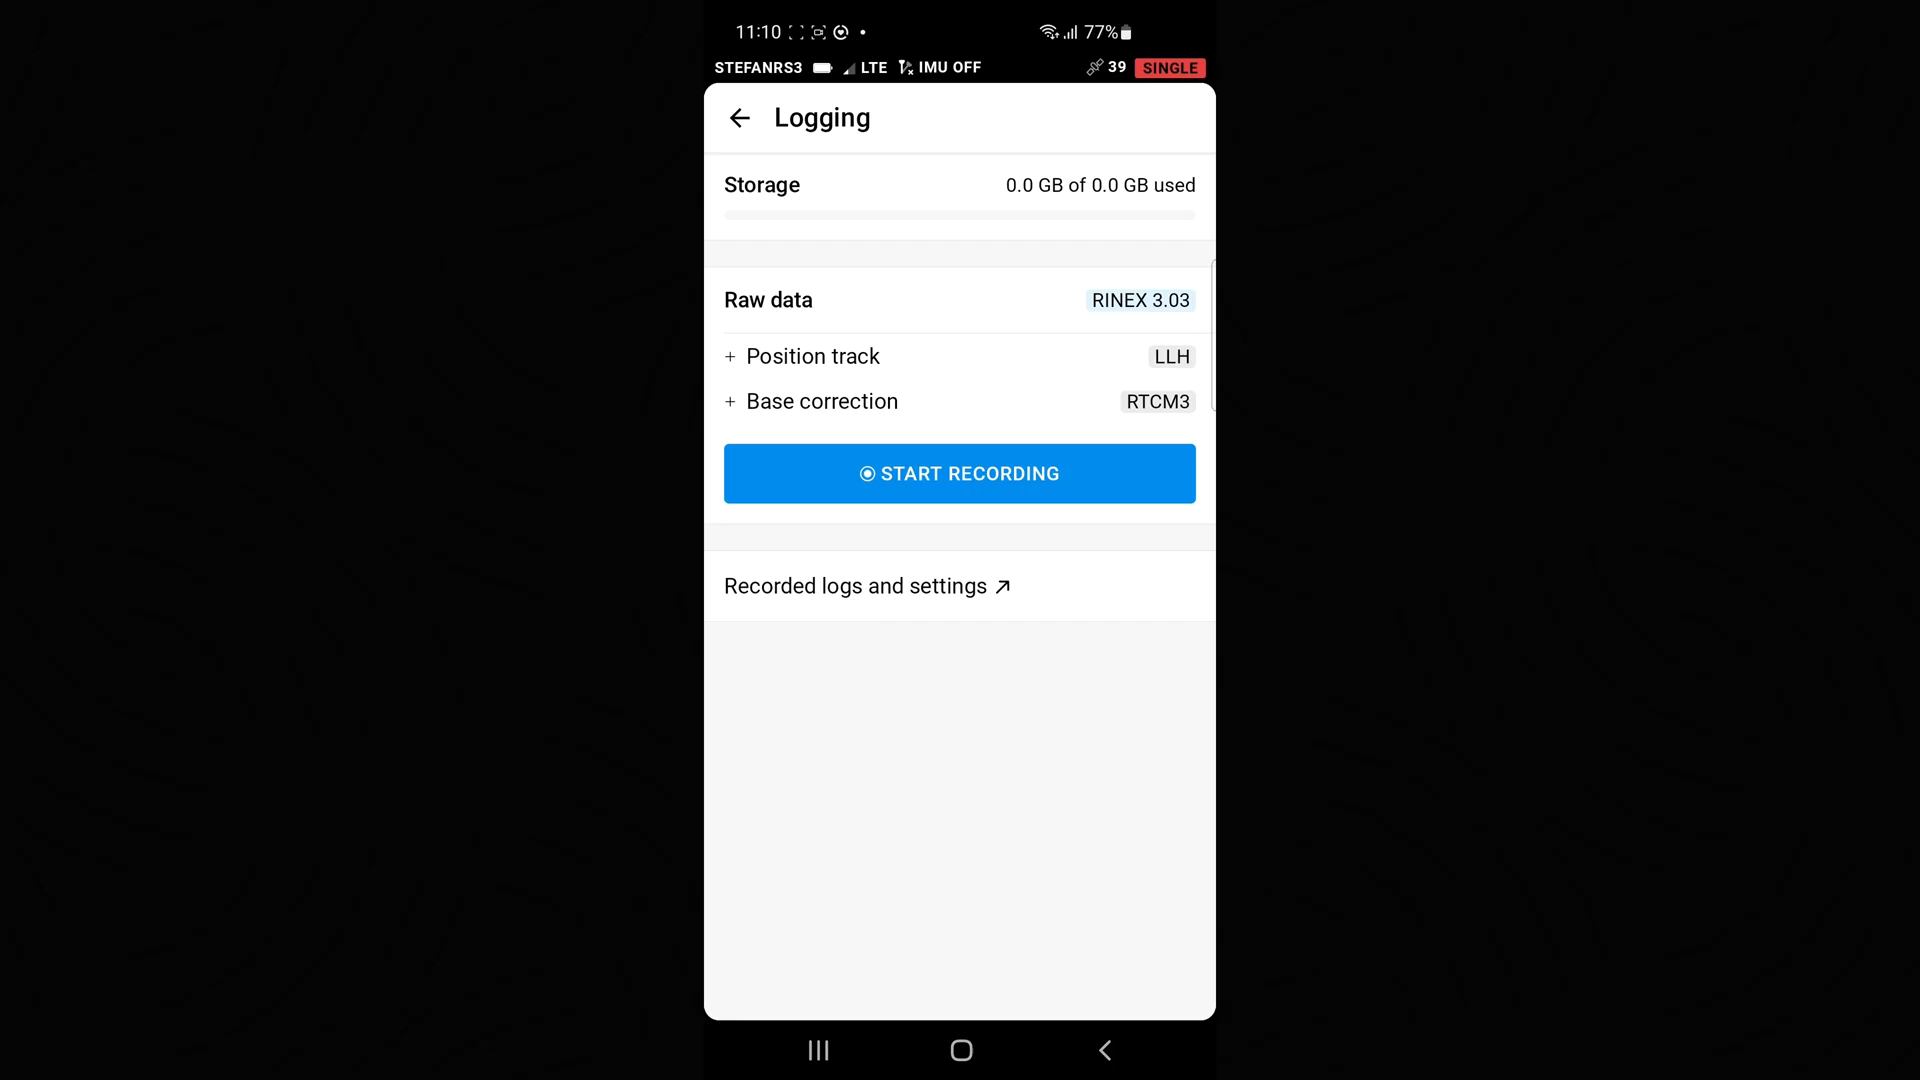 11:10 77%
STEFANRS3 LTE IMU OFF 39 SINGLE
Logging
Storage 0.0 GB of 0.0 GB used
Raw data RINEX 3.03
+ Position track LLH
+ Base correction RTCM3
START RECORDING
Recorded logs and settings